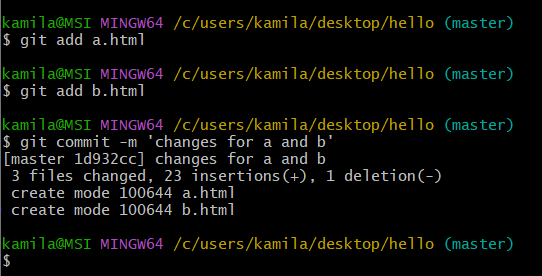 kamila@MSI MINGW64 /c/users/kamila/desktop/hello (master)
$ git add a.html
kamila@MSI MINGW64 /c/users/kamila/desktop/hello (master)
$ git add b.html
kamila@MSI MINGW64 /c/users/kamila/desktop/hello (master)
$ git commit -m 'changes for a and b'
[master 1d932cc] changes for a and b
 3 files changed, 23 insertions(+), 1 deletion(-)
 create mode 100644 a.html
 create mode 100644 b.html
kamila@MSI MINGW64 /c/users/kamila/desktop/hello (master)
$